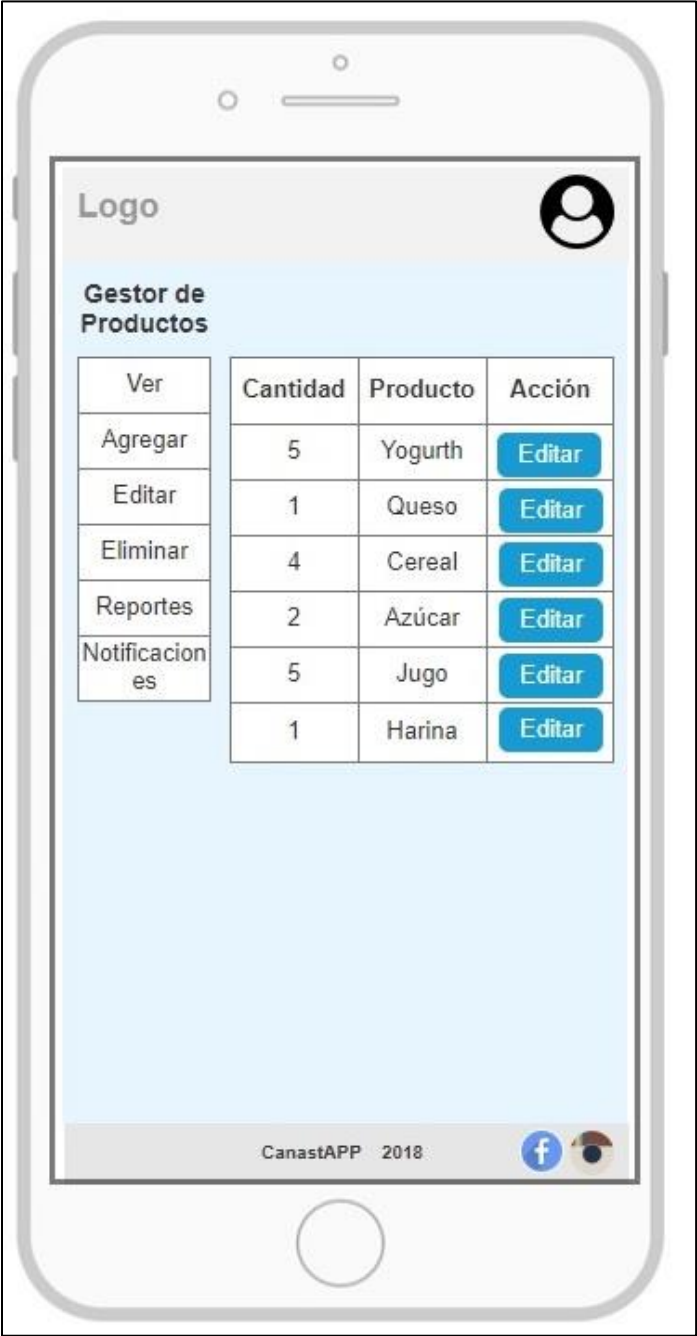 Logo
Gestor de
Productos
Ver
Agregar
Editar
Eliminar
Reportes
Notificacion
es
Cantidad Producto Acción
5 Yogurth Editar
1 Queso Editar
4 Cereal Editar
2 Azúcar Editar
5 Jugo Editar
1 Harina Editar
CanastAPP 2018
f